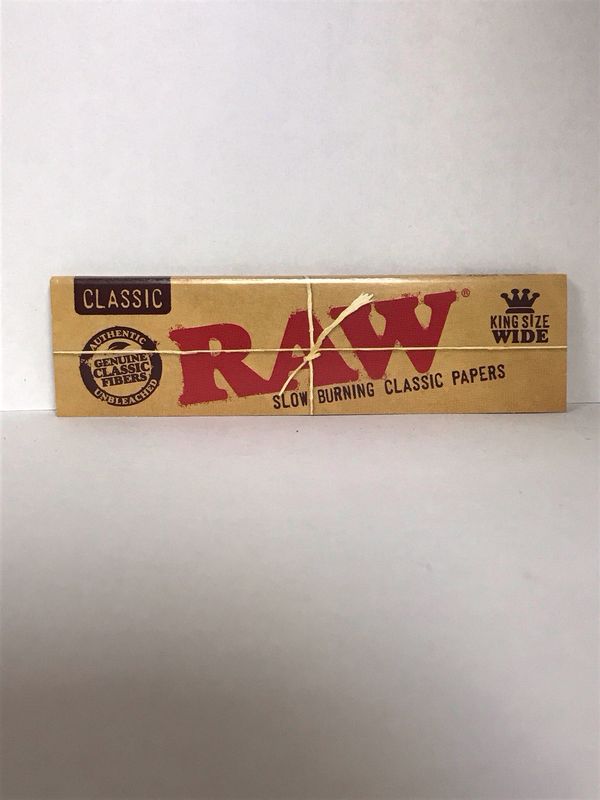 CLASSIC
AUTHENTIC
GENUINE
CLASSIC
FIBERS
UNBLEACHED
RAW®
SLOW BURNING CLASSIC PAPERS
KING SIZE
WIDE